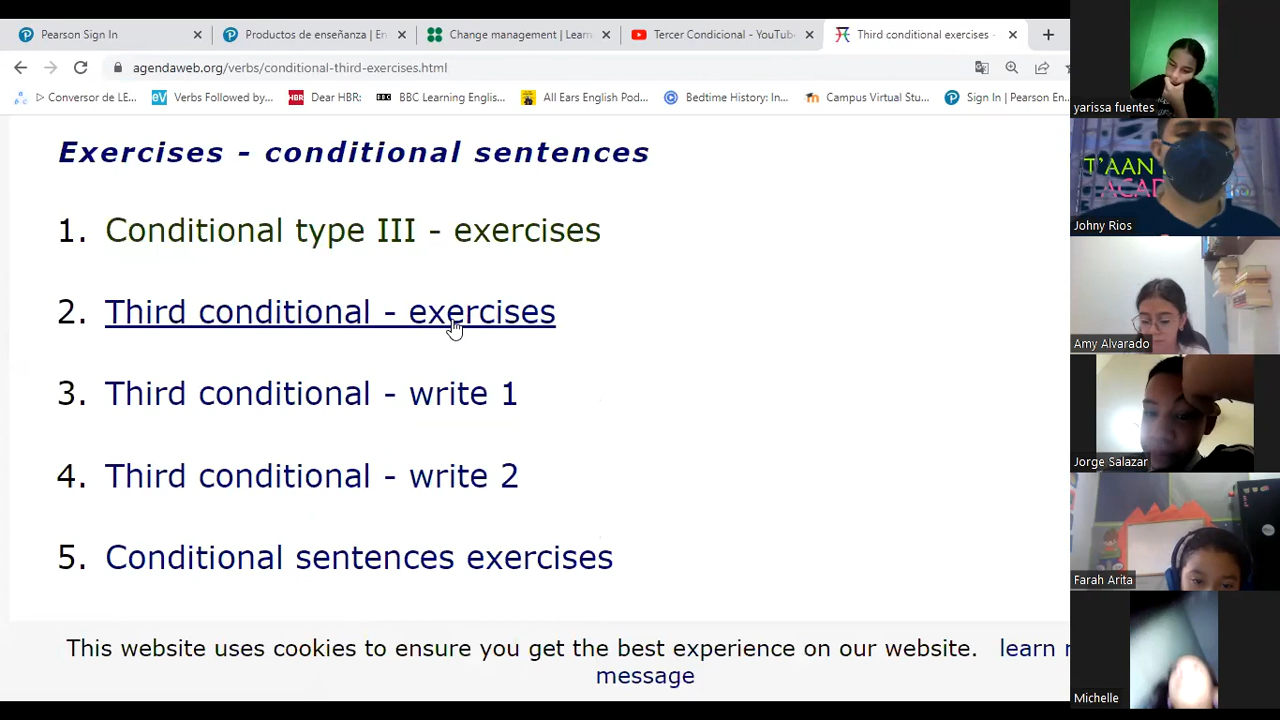 Pearson Sign In
Productos de enseñanza | En
Change management | Learn
Tercer Condicional - YouTube
Third conditional exercises -
agendaweb.org/verbs/conditional-third-exercises.html
Conversor de LE...
Verbs Followed by...
HBR Dear HBR:
BBC BBC Learning Englis...
All Ears English Pod...
Bedtime History: In...
Campus Virtual Stu...
Sign In | Pearson En
Exercises - conditional sentences
1. Conditional type III - exercises
2. Third conditional - exercises
3. Third conditional - write 1
4. Third conditional - write 2
5. Conditional sentences exercises
This website uses cookies to ensure you get the best experience on our website. learn
message
yarissa fuentes
T'AAN
ACAD
Johny Rios
Amy Alvarado
Jorge Salazar
Farah Arita
Michelle